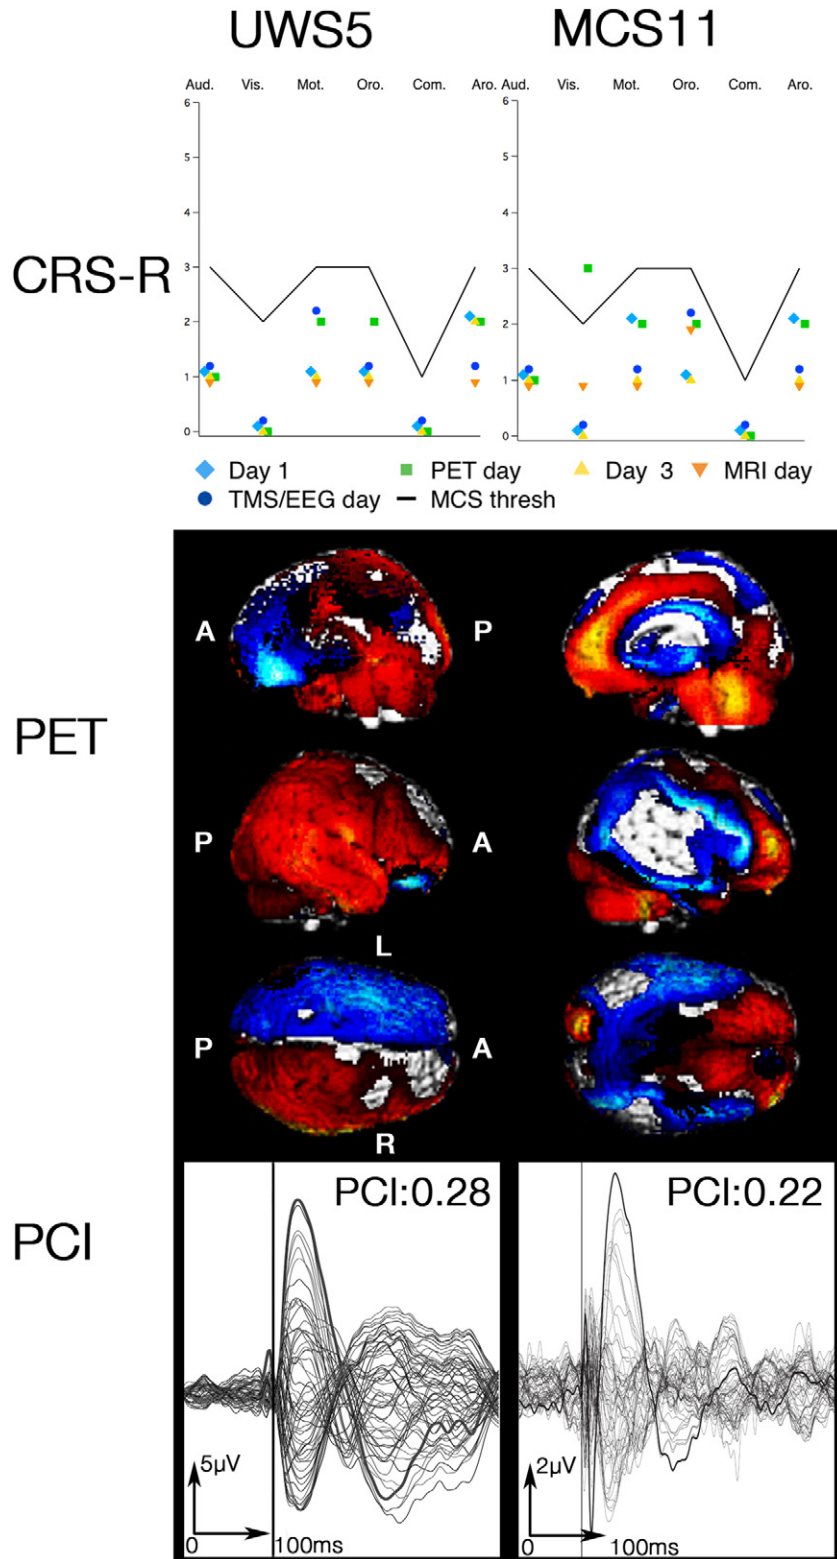 UWS5 MCS11
Aud. Vis. Mot. Oro. Com. Aro. Aud. Vis. Mot. Oro. Com. Aro.
6 6
5 5
4 4
CRS-R
3 3
2 2
1 1
0 0
Day 1 PET day Day 3 MRI day
TMS/EEG day MCS thresh
A P
PET
P A
L
P A
R
PCI:0.28 PCI:0.22
PCI
5µV 2µV
0 100ms 0 100ms